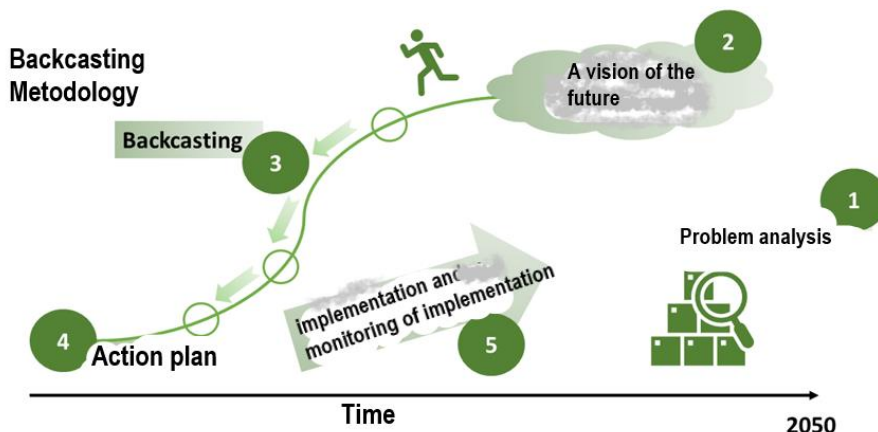 Backcasting
Metodology
2
A vision of the
future
Backcasting
3
1
Problem analysis
implementation and
monitoring of implementation
5
4
Action plan
Time
2050